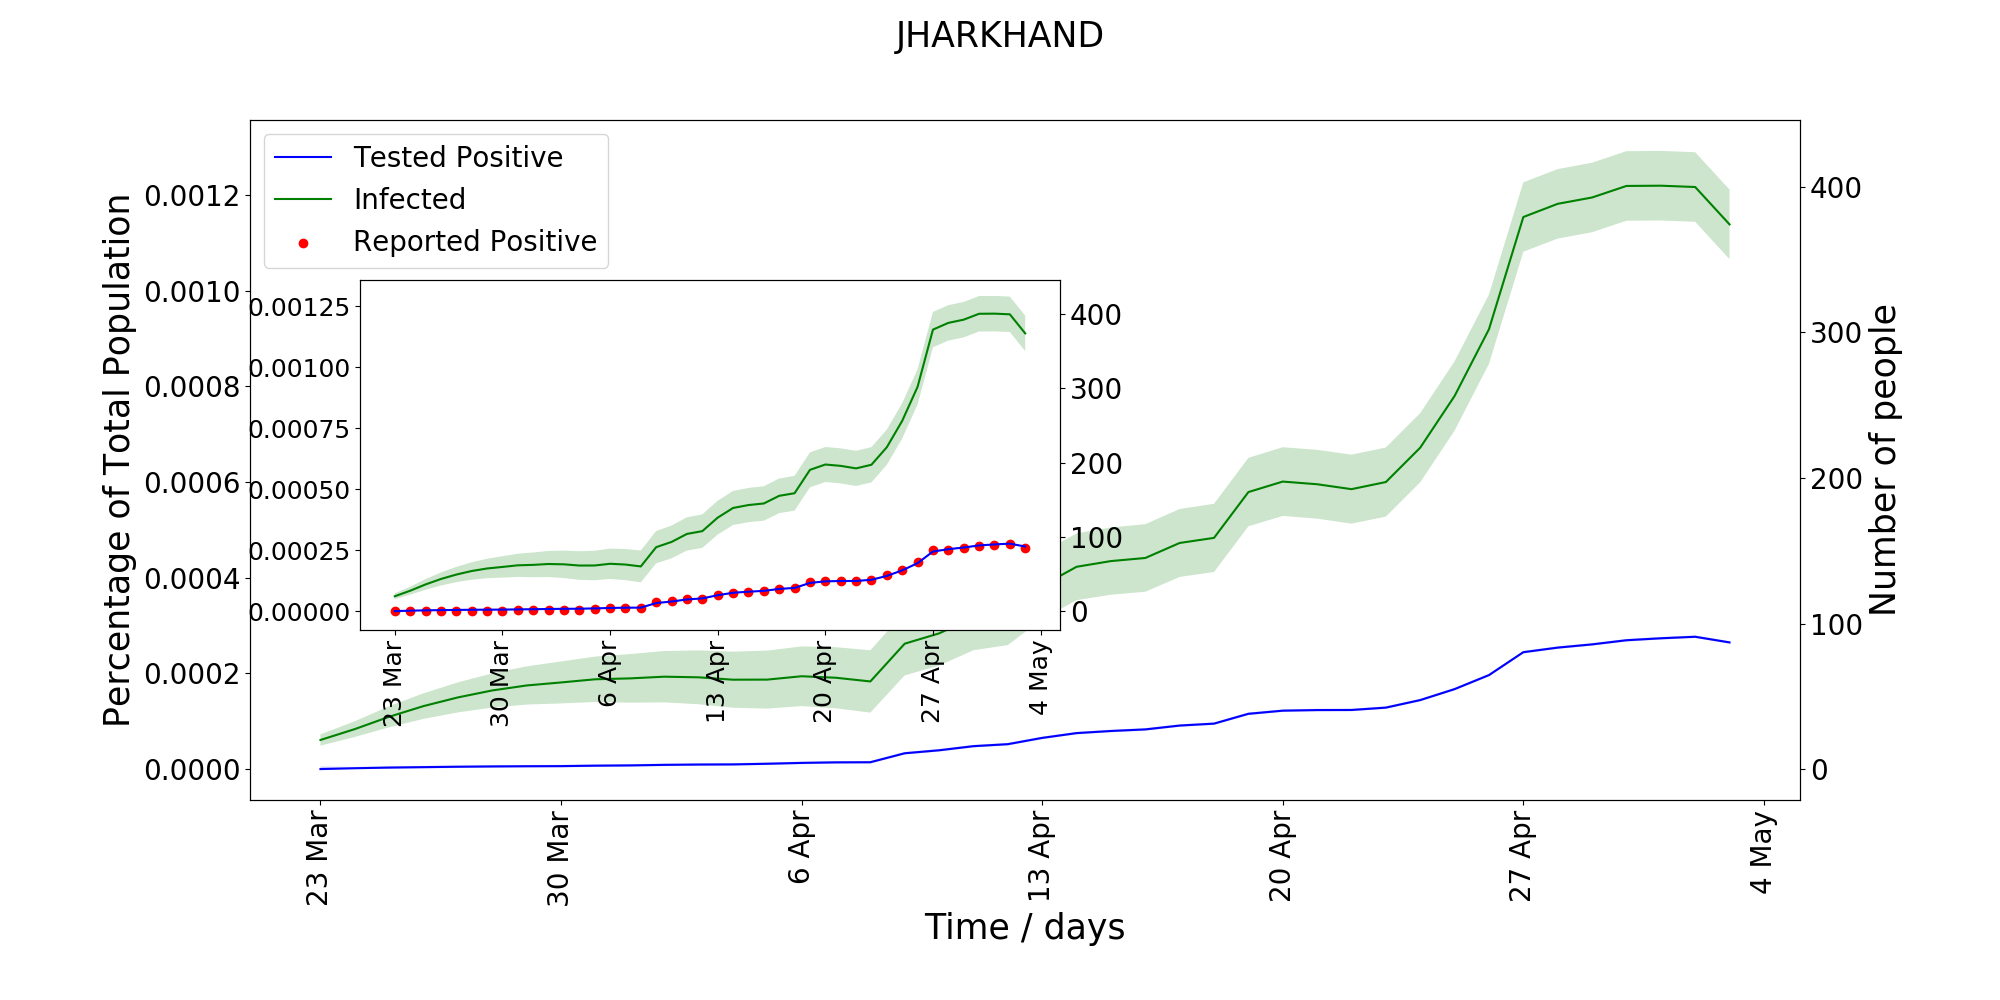 JHARKHAND
Tested Positive
Infected
Reported Positive
Percentage of Total Population
0.0012
0.0010
0.0008
0.0006
0.0004
0.0002
0.0000
0.00125
0.00100
0.00075
0.00050
0.00025
0.00000
400
300
200
100
0
23 Mar
30 Mar
6 Apr
13 Apr
20 Apr
27 Apr
4 May
400
300
200
100
0
Number of people
23 Mar
30 Mar
6 Apr
13 Apr
20 Apr
27 Apr
4 May
Time / days